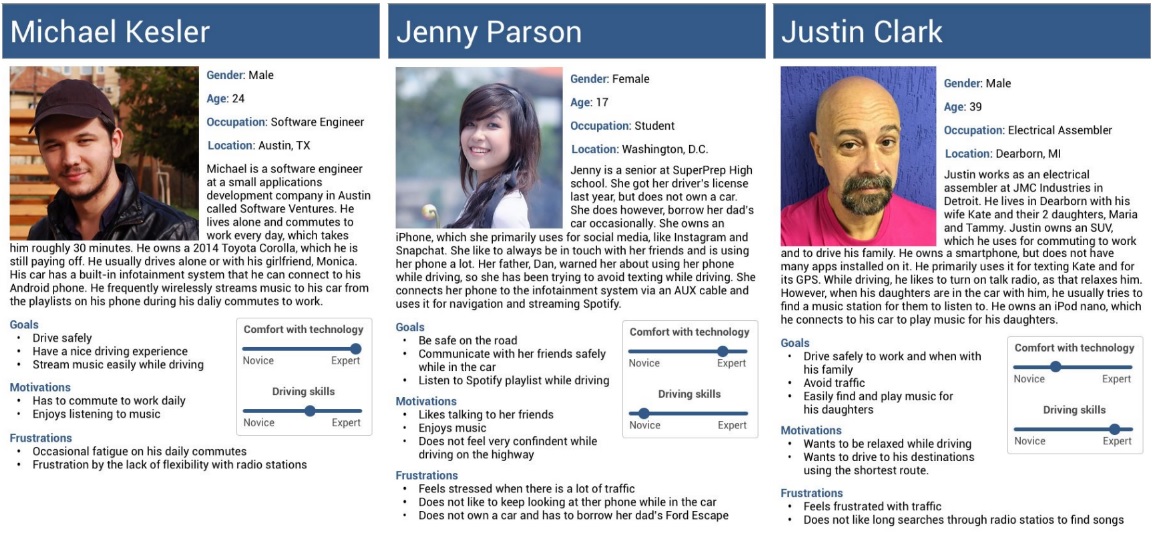 Michael Kesler
Gender: Male
Age: 24
Occupation: Software Engineer
Location: Austin, TX
Michael is a software engineer
at a small applications
development company in Austin
called Software Ventures. He
lives alone and commutes to
work every day, which takes
him roughly 30 minutes. He owns a 2014 Toyota Corolla, which he is
still paying off. He usually drives alone or with his girlfriend, Monica.
His car has a built-in infotainment system that he can connect to his
Android phone. He frequently wirelessly streams music to his car from
the playlists on his phone during his daliy commutes to work.
Goals
• Drive safely
• Have a nice driving experience
• Stream music easily while driving
Motivations
• Has to commute to work daily
• Enjoys listening to music
Frustrations
• Occasional fatigue on his daily commutes
• Frustration by the lack of flexibility with radio stations
Comfort with technology
Novice Expert
Driving skills
Novice Expert
Jenny Parson
Gender: Female
Age: 17
Occupation: Student
Location: Washington, D.C.
Jenny is a senior at SuperPrep High
school. She got her driver's license
last year, but does not own a car.
She does however, borrow her dad's
car occasionally. She owns an
iPhone, which she primarily uses for social media, like Instagram and
Snapchat. She like to always be in touch with her friends and is using
her phone a lot. Her father, Dan, warned her about using her phone
while driving, so she has been trying to avoid texting while driving. She
connects her phone to the infotainment system via an AUX cable and
uses it for navigation and streaming Spotify.
Goals
• Be safe on the road
• Communicate with her friends safely
while in the car
• Listen to Spotify playlist while driving
Motivations
• Likes talking to her friends
• Enjoys music
• Does not feel very confindent while
driving on the highway
Frustrations
• Feels stressed when there is a lot of traffic
• Does not like to keep looking at ther phone while in the car
• Does not own a car and has to borrow her dad's Ford Escape
Comfort with technology
Novice Expert
Driving skills
Novice Expert
Justin Clark
Gender: Male
Age: 39
Occupation: Electrical Assembler
Location: Dearborn, MI
Justin works as an electrical
assembler at JMC Industries in
Detroit. He lives in Dearborn with his
wife Kate and their 2 daughters, Maria
and Tammy. Justin owns an SUV,
which he uses for commuting to work
and to drive his family. He owns a smartphone, but does not have
many apps installed on it. He primarily uses it for texting Kate and for
its GPS. While driving, he likes to turn on talk radio, as that relaxes him.
However, when his daughters are in the car with him, he usually tries to
find a music station for them to listen to. He owns an iPod nano, which
he connects to his car to play music for his daughters.
Goals
• Drive safely to work and when with
his family
• Avoid traffic
• Easily find and play music for
his daughters
Motivations
• Wants to be relaxed while driving
• Wants to drive to his destinations
using the shortest route.
Frustrations
• Feels frustrated with traffic
• Does not like long searches through radio statios to find songs
Comfort with technology
Novice Expert
Driving skills
Novice Expert